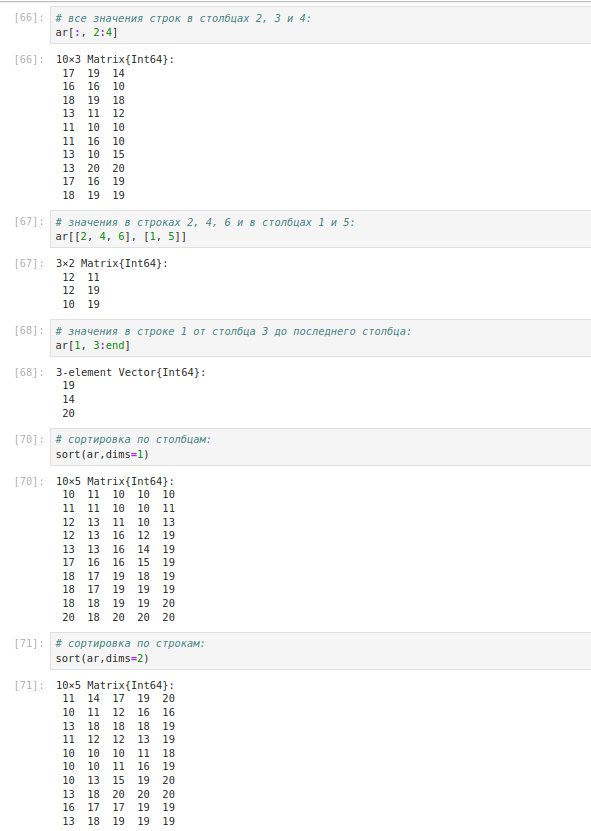 [66]: # все значения строк в столбцах 2, 3 и 4:
ar[:, 2:4]
[66]: 10×3 Matrix{Int64}:
17 19 14
16 16 10
18 19 18
13 11 12
11 10 10
11 16 10
13 10 15
13 20 20
17 16 19
18 19 19
[67]: # значения в строках 2, 4, 6 и в столбцах 1 и 5:
ar[[2, 4, 6], [1, 5]]
[67]: 3×2 Matrix{Int64}:
12 11
12 19
10 19
[68]: # значения в строке 1 от столбца 3 до последнего столбца:
ar[1, 3:end]
[68]: 3-element Vector{Int64}:
19
14
20
[70]: # сортировка по столбцам:
sort(ar,dims=1)
[70]: 10×5 Matrix{Int64}:
10 11 10 10 10
11 11 10 10 11
12 13 11 10 13
12 13 16 12 19
13 13 16 14 19
17 16 16 15 19
18 17 19 18 19
18 17 19 19 19
18 18 19 19 20
20 18 20 20 20
[71]: # сортировка по строкам:
sort(ar,dims=2)
[71]: 10×5 Matrix{Int64}:
11 14 17 19 20
10 11 12 16 16
13 18 18 18 19
11 12 12 13 19
10 10 10 11 18
10 10 11 16 19
10 13 15 19 20
13 18 20 20 20
16 17 17 19 19
13 18 19 19 19